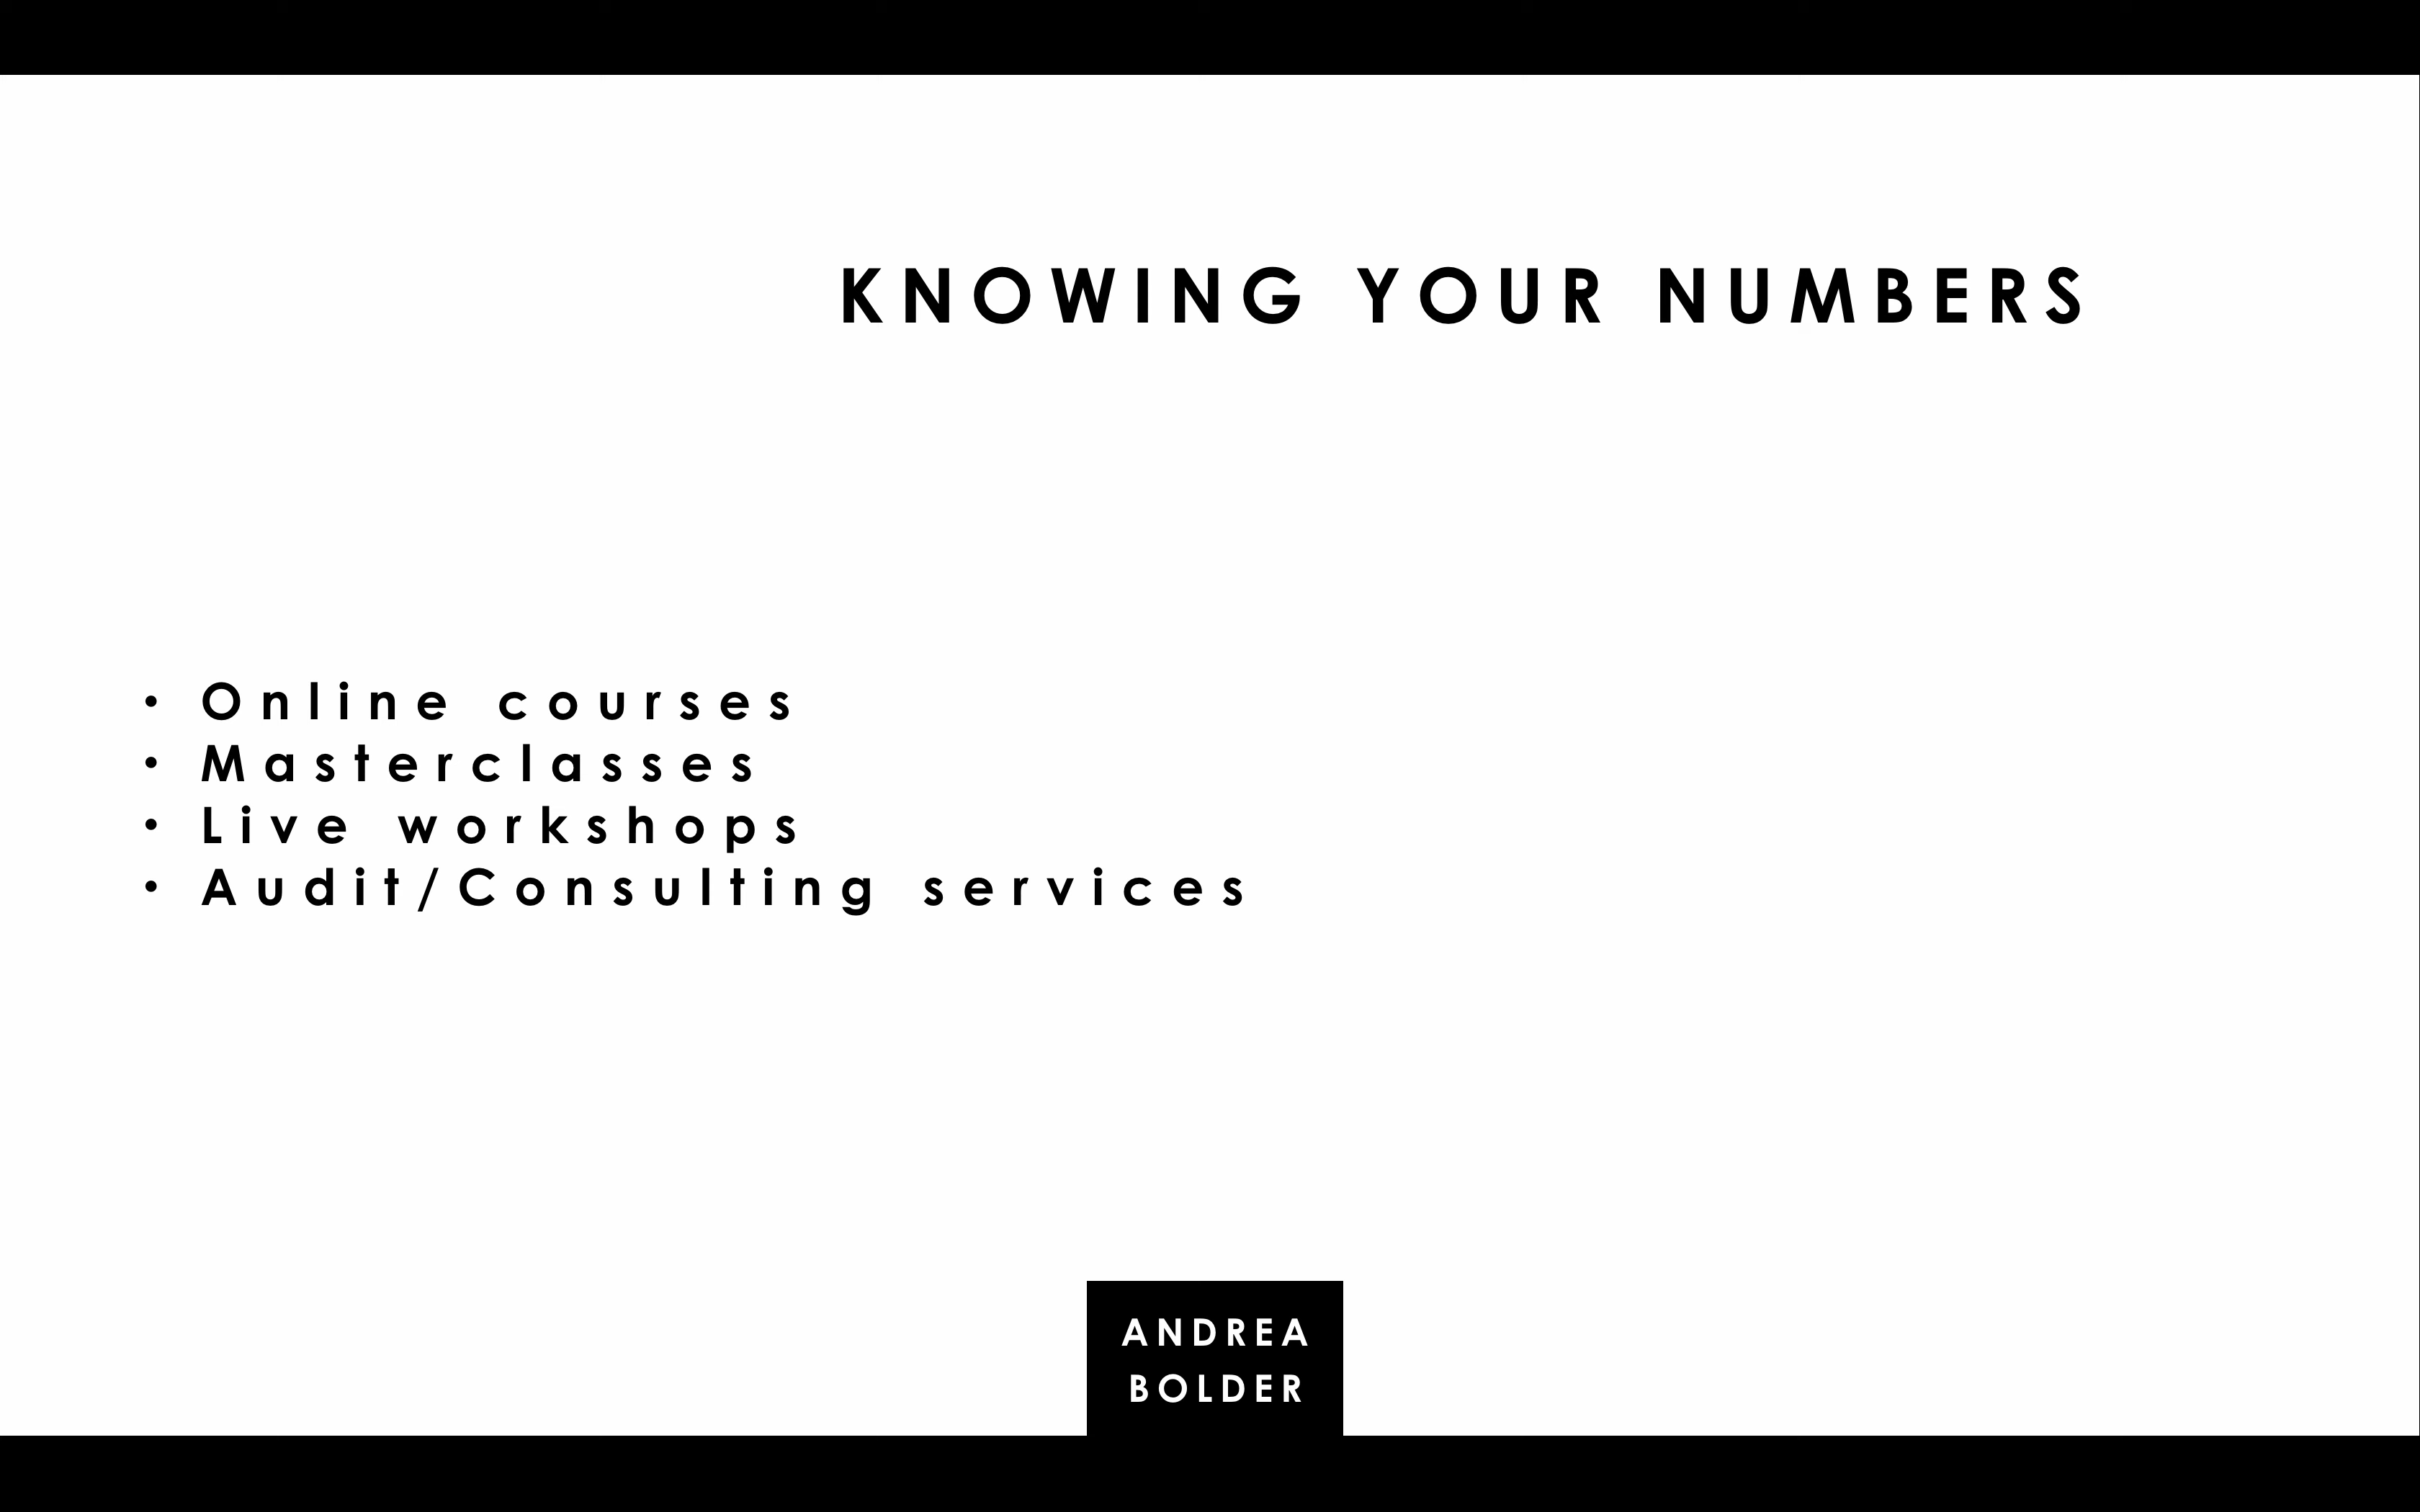 KNOWING YOUR NUMBERS
• Online courses
• Masterclasses
• Live workshops
• Audit/Consulting services
ANDREA
BOLDER